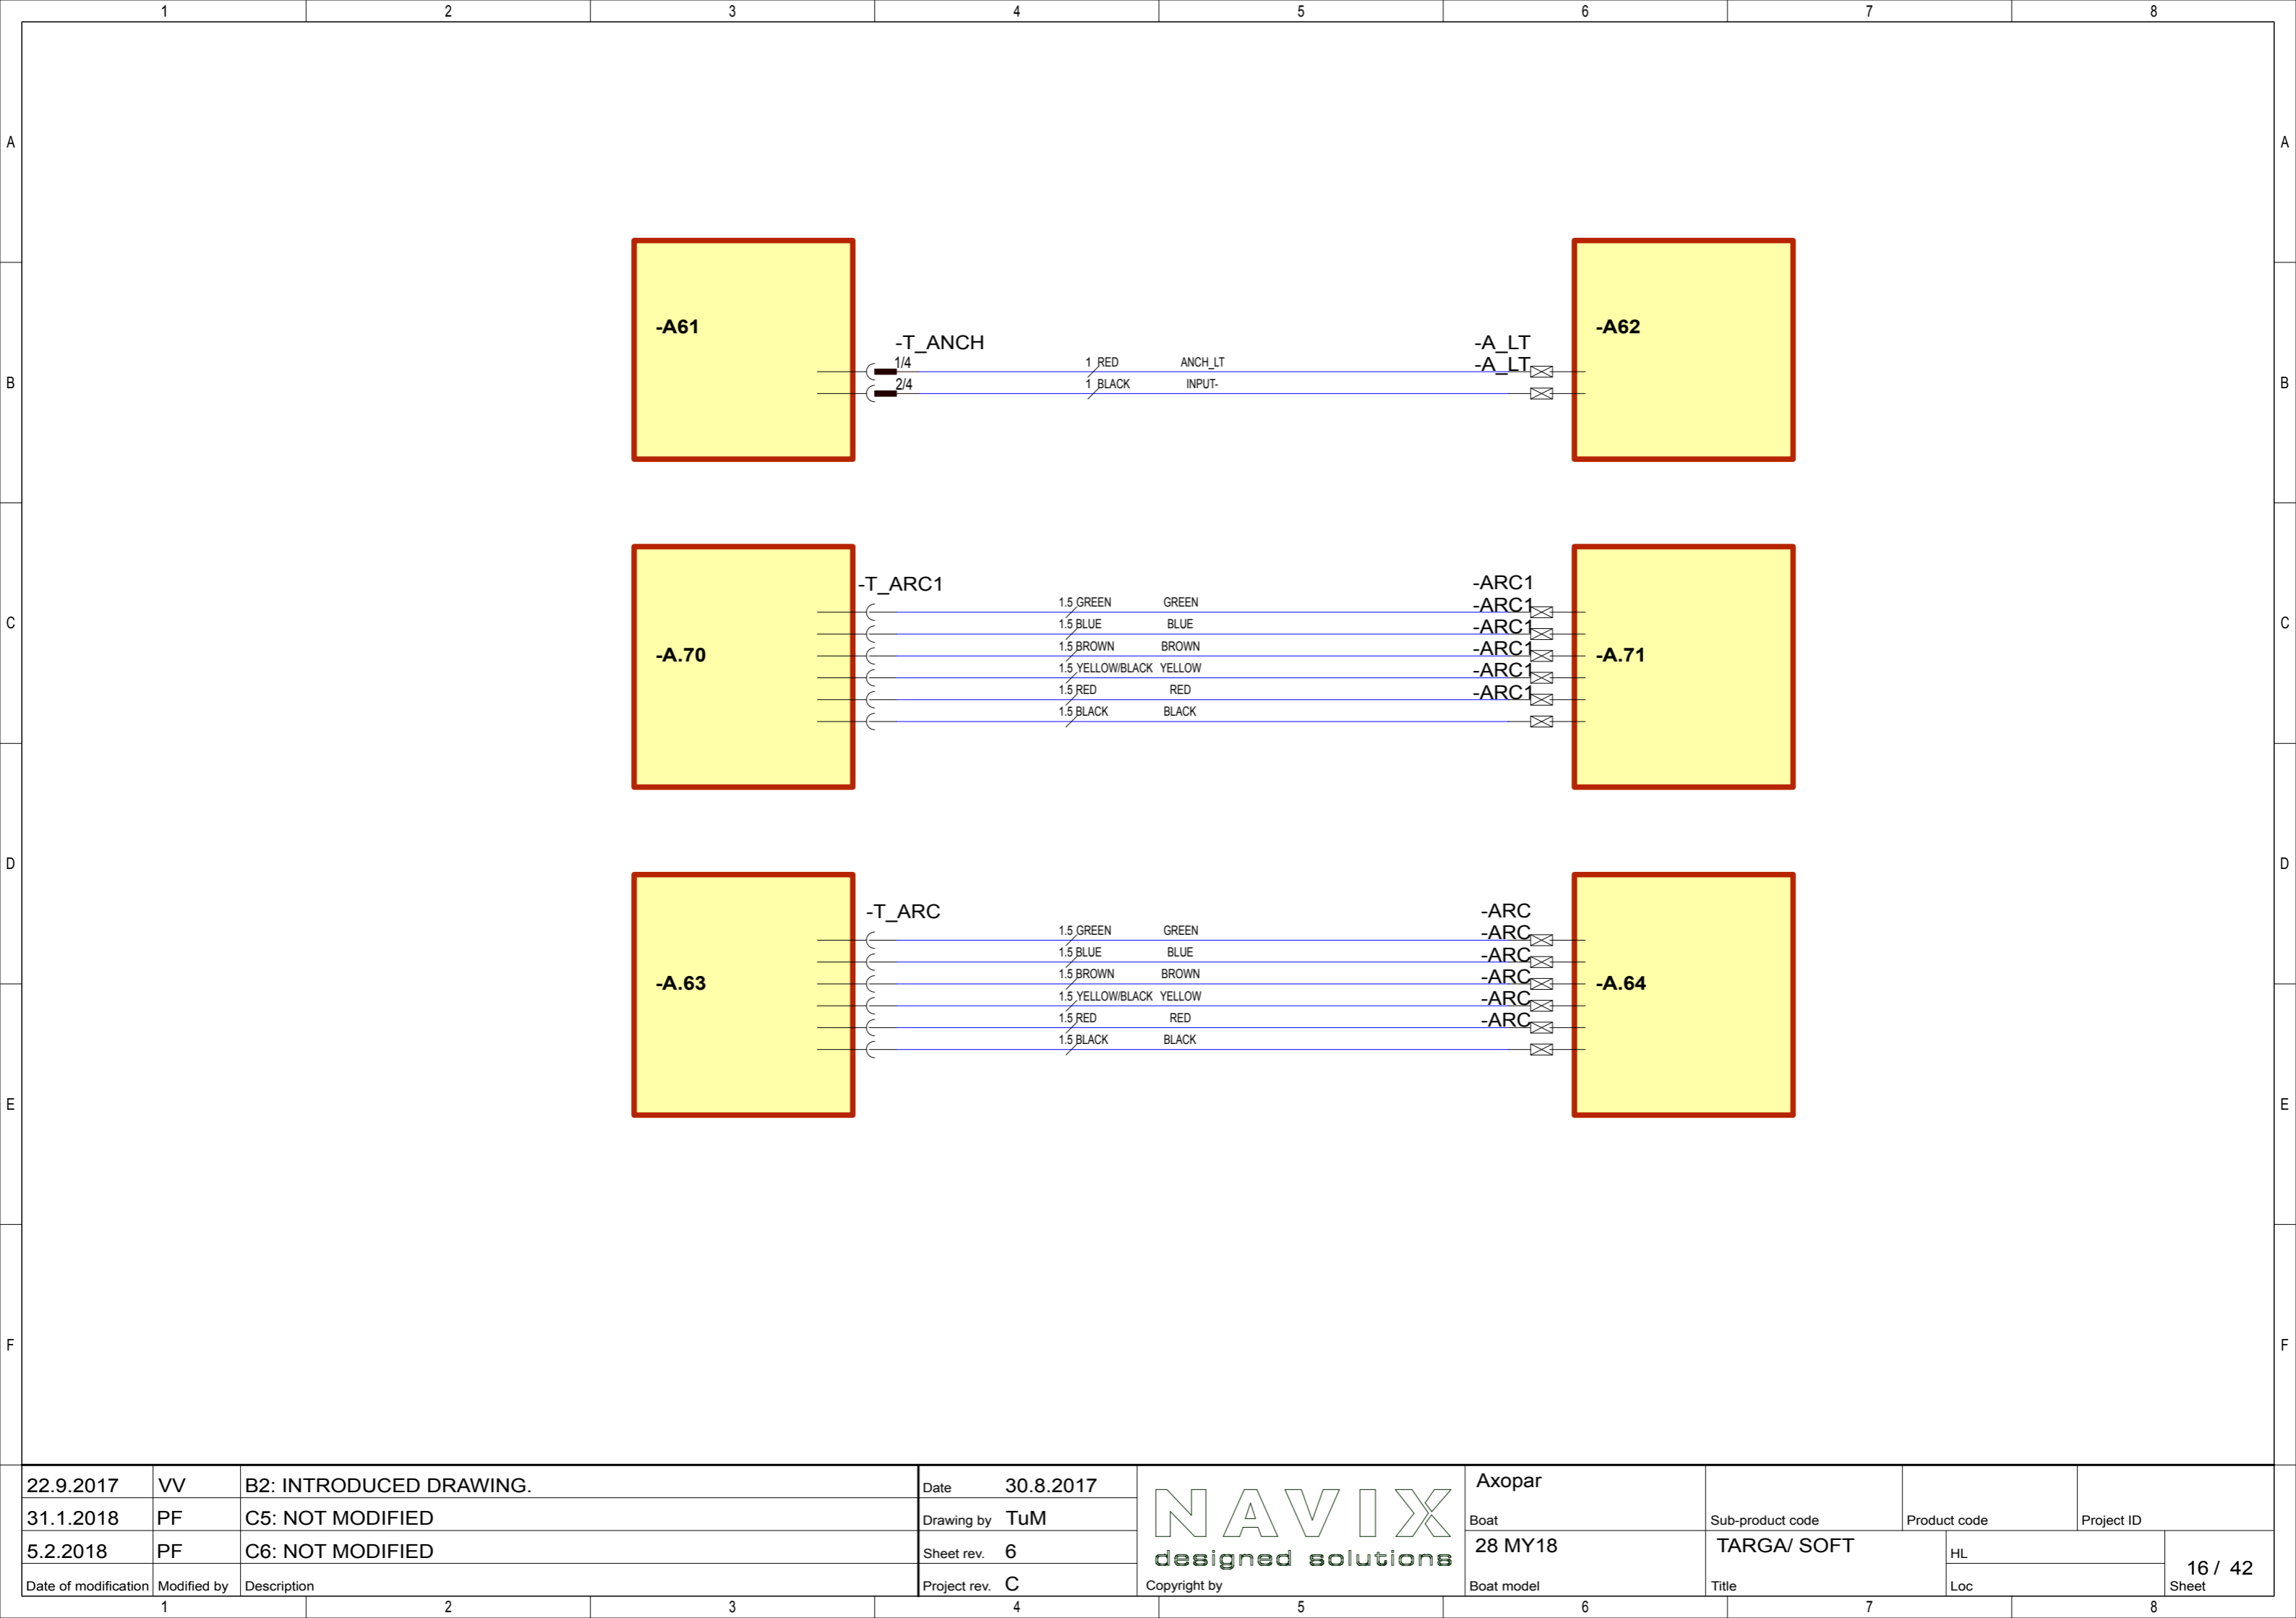 1 2 3 4 5 6 7 8
A A
-A61 -A62
-T_ANCH -A_LT
1/4 1 RED ANCH_LT -A_LT
2/4 1 BLACK INPUT-
B B
-T_ARC1 -ARC1
1.5 GREEN GREEN -ARC1
C C
1.5 BLUE BLUE -ARC1
1.5 BROWN BROWN -ARC1
-A.70 -A.71
1.5 YELLOW/BLACK YELLOW -ARC1
1.5 RED RED -ARC1
1.5 BLACK BLACK
D D
-T_ARC -ARC
1.5 GREEN GREEN -ARC
1.5 BLUE BLUE -ARC
1.5 BROWN BROWN -ARC
-A.63 -A.64
1.5 YELLOW/BLACK YELLOW -ARC
1.5 RED RED -ARC
1.5 BLACK BLACK
E E
F F
22.9.2017 VV B2: INTRODUCED DRAWING.
31.1.2018 PF C5: NOT MODIFIED
5.2.2018 PF C6: NOT MODIFIED
Date of modification Modified by Description
Date 30.8.2017
Drawing by TuM
Sheet rev. 6
Project rev. C
NAVIX
designed solutions
Copyright by
Axopar
Boat
28 MY18
Boat model
Sub-product code Product code Project ID
TARGA/ SOFT
Title
HL
Loc
16 / 42
Sheet
1 2 3 4 5 6 7 8